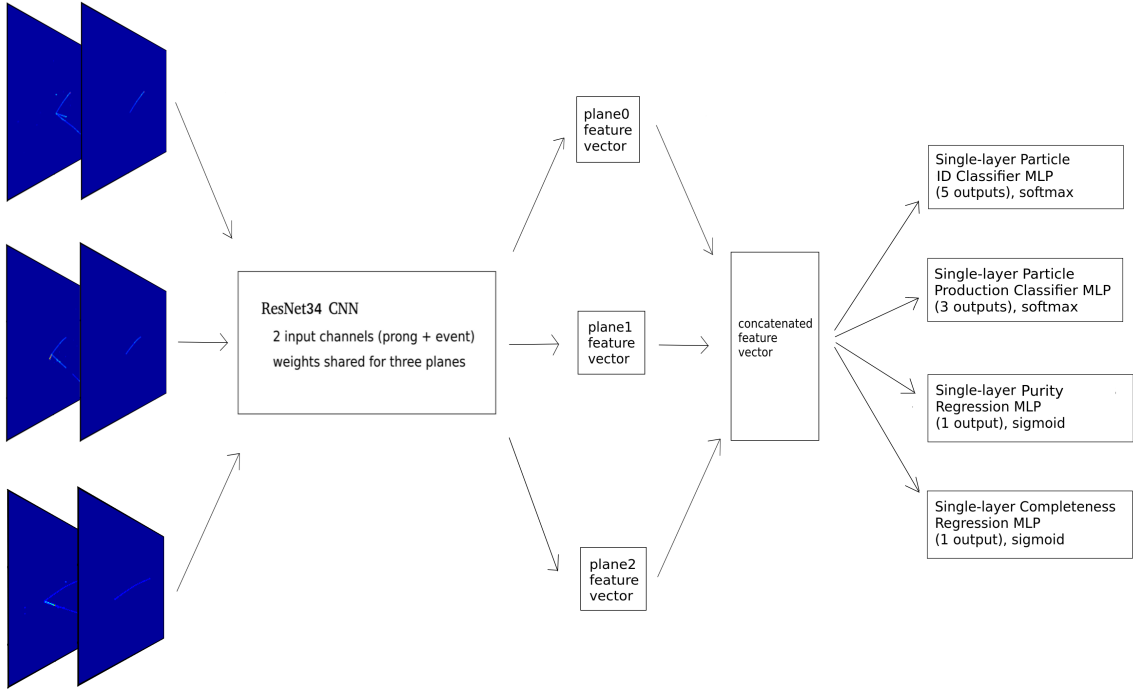 plane0
feature
vector
Single-layer Particle
ID Classifier MLP
(5 outputs), softmax
ResNet34 CNN
2 input channels (prong + event)
weights shared for three planes
plane1
feature
vector
concatenated
feature
vector
Single-layer Particle
Production Classifier MLP
(3 outputs), softmax
Single-layer Purity
Regression MLP
(1 output), sigmoid
plane2
feature
vector
Single-layer Completeness
Regression MLP
(1 output), sigmoid